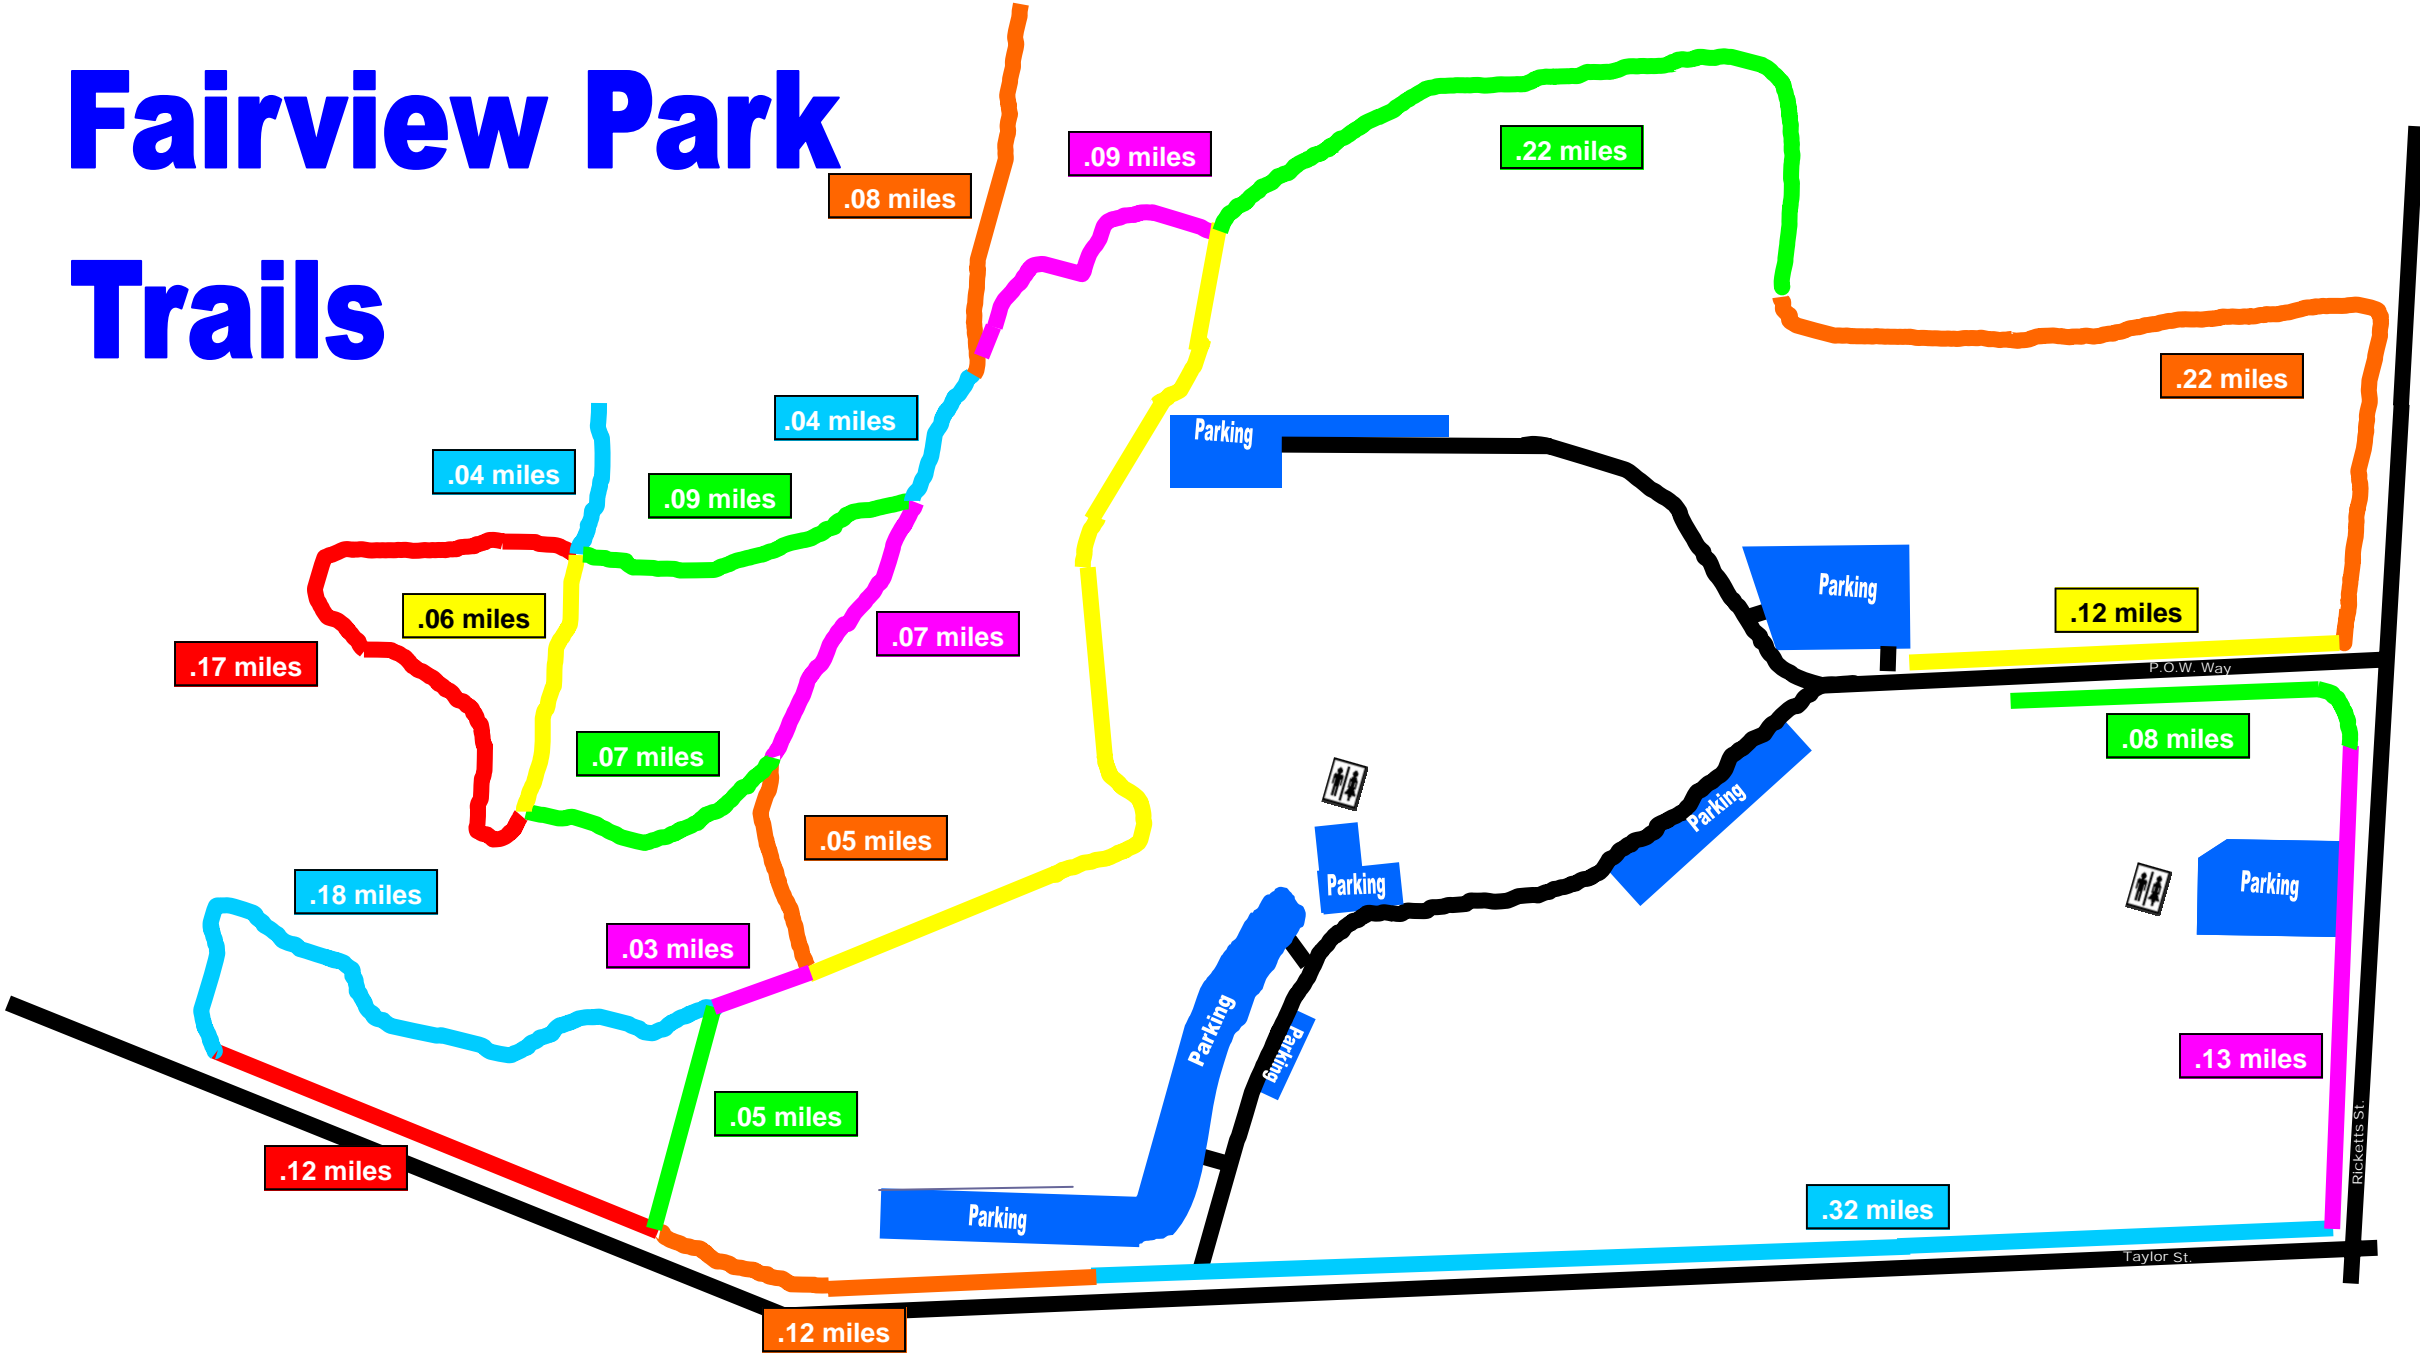 Fairview Park
Trails
.08 miles
.09 miles
.22 miles
.22 miles
.04 miles
.04 miles
.09 miles
Parking
Parking
.06 miles
.07 miles
.12 miles
P.O.W. Way
.17 miles
.07 miles
.08 miles
.05 miles
Parking
.18 miles
Parking
Parking
.03 miles
Parking
Parking
.13 miles
.05 miles
.12 miles
Ricketts St.
Parking
.32 miles
Taylor St.
.12 miles